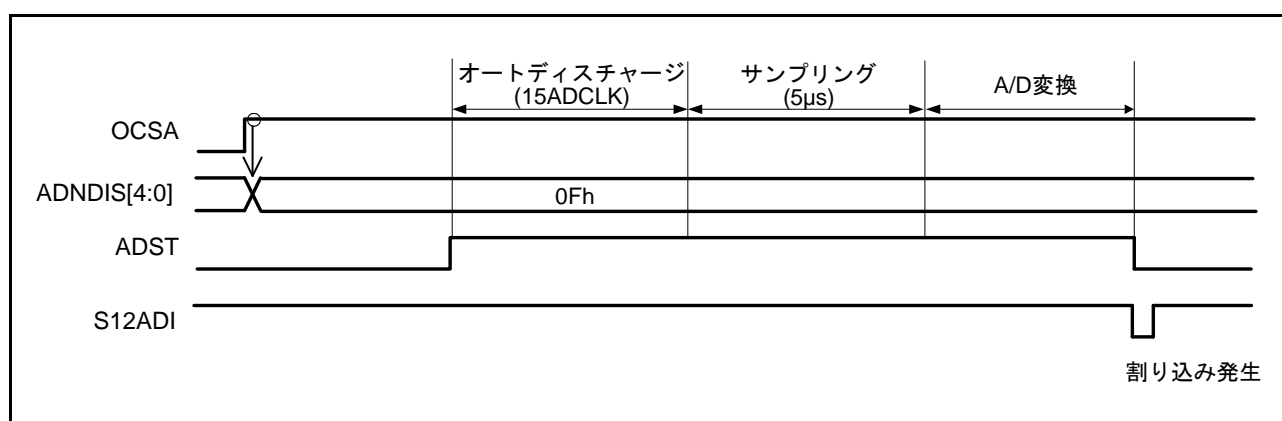 オートディスチャージ
(15ADCLK)
サンプリング
(5μs)
A/D変換
OCSA
ADNDIS[4:0]
0Fh
ADST
S12ADI
割り込み発生